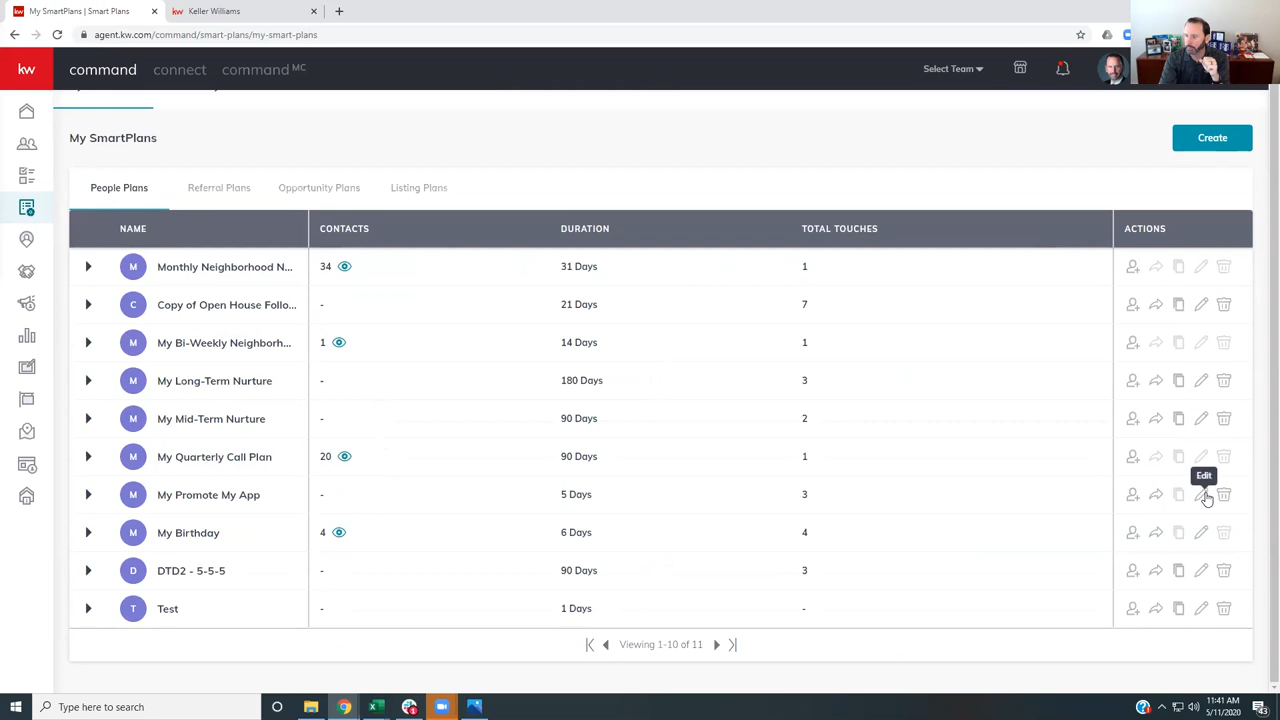 My SmartPlans | Smart Plans
kw Keller Williams
agent.kw.com/command/smart-plans/my-smart-plans
kw command connect command MC Select Team
My SmartPlans Create
People Plans Referral Plans Opportunity Plans Listing Plans
NAME CONTACTS DURATION TOTAL TOUCHES ACTIONS
M Monthly Neighborhood N... 34 31 Days 1
C Copy of Open House Follo... - 21 Days 7
M My Bi-Weekly Neighborh... 1 14 Days 1
M My Long-Term Nurture - 180 Days 3
M My Mid-Term Nurture - 90 Days 2
M My Quarterly Call Plan 20 90 Days 1
Edit
M My Promote My App - 5 Days 3
M My Birthday 4 6 Days 4
D DTD2 - 5-5-5 - 90 Days 3
T Test - 1 Days -
Viewing 1-10 of 11
Type here to search
11:41 AM
5/11/2020
43